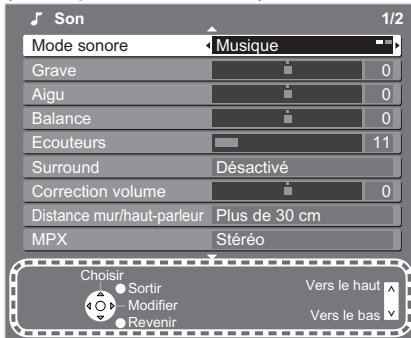 Son 1/2
Mode sonore Musique
Grave 0
Aigu 0
Balance 0
Ecouteurs 11
Surround Désactivé
Correction volume 0
Distance mur/haut-parleur Plus de 30 cm
MPX Stéréo
Choisir
Sortir
Modifier
Revenir
Vers le haut
Vers le bas